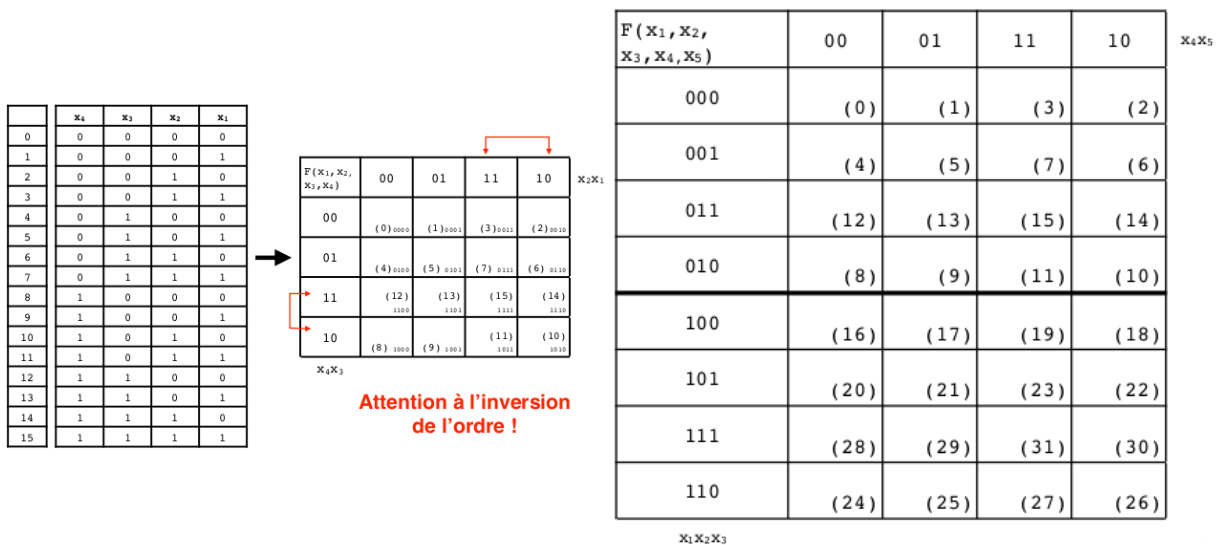 x₄ x₃ x₂ x₁
0 0 0 0 0
1 0 0 0 1
2 0 0 1 0
3 0 0 1 1
4 0 1 0 0
5 0 1 0 1
6 0 1 1 0
7 0 1 1 1
8 1 0 0 0
9 1 0 0 1
10 1 0 1 0
11 1 0 1 1
12 1 1 0 0
13 1 1 0 1
14 1 1 1 0
15 1 1 1 1
F(x₁,x₂,
x₃,x₄)
00 01 11 10 x₂x₁
00 (0)0000 (1)0001 (3)0011 (2)0010
01 (4)0100 (5) 0101 (7) 0111 (6) 0110
11 (12) (13) (15) (14)
1100 1101 1111 1110
10 (8) 1000 (9) 1001 (11) (10)
1011 1010
x₄x₃
Attention à l'inversion
de l'ordre !
F(x₁,x₂,
x₃,x₄,x₅)
00 01 11 10 x₄x₅
000 (0) (1) (3) (2)
001 (4) (5) (7) (6)
011 (12) (13) (15) (14)
010 (8) (9) (11) (10)
100 (16) (17) (19) (18)
101 (20) (21) (23) (22)
111 (28) (29) (31) (30)
110 (24) (25) (27) (26)
x₁x₂x₃